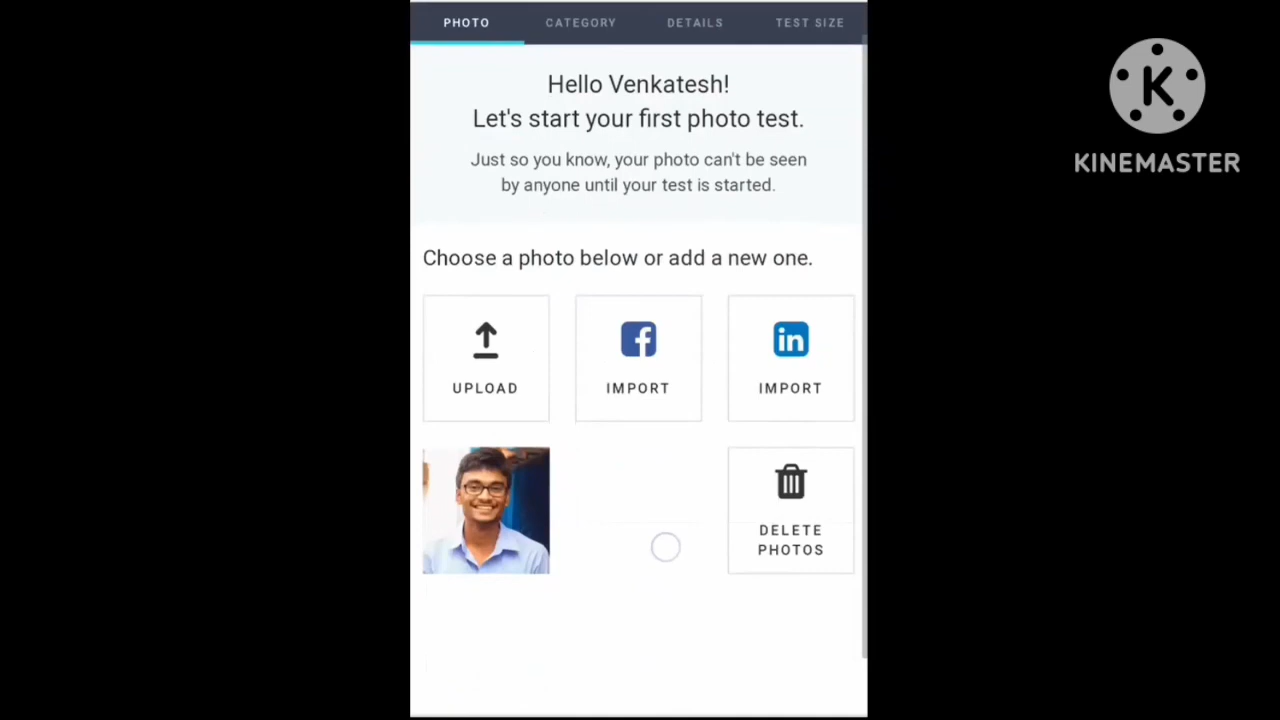 PHOTO CATEGORY DETAILS TEST SIZE
Hello Venkatesh!
Let's start your first photo test.
Just so you know, your photo can't be seen
by anyone until your test is started.
Choose a photo below or add a new one.
UPLOAD IMPORT IMPORT
DELETE
PHOTOS
KINEMASTER